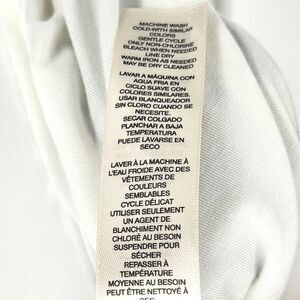 MACHINE WASH
COLD-WITH SIMILAR
COLORS
GENTLE CYCLE
ONLY NON-CHLORINE
BLEACH WHEN NEEDED
LINE DRY
WARM IRON AS NEEDED
MAY BE DRY CLEANED
LAVAR A MÁQUINA CON
AGUA FRIA EN
CICLO SUAVE CON
COLORES SIMILARES.
USAR BLANQUEADOR
SIN CLORO CUANDO SE
NECESITE.
SECAR COLGADO
PLANCHAR A BAJA
TEMPERATURA
PUEDE LAVARSE EN
SECO
LAVER À LA MACHINE À
L'EAU FROIDE AVEC DES
VÊTEMENTS DE
COULEURS
SEMBLABLES
CYCLE DÉLICAT
UTILISER SEULEMENT
UN AGENT DE
BLANCHIMENT NON
CHLORÉ AU BESOIN
SUSPENDRE POUR
SÉCHER
REPASSER À
TEMPÉRATURE
MOYENNE AU BESOIN
PEUT ÊTRE NETTOYÉ À
SEC